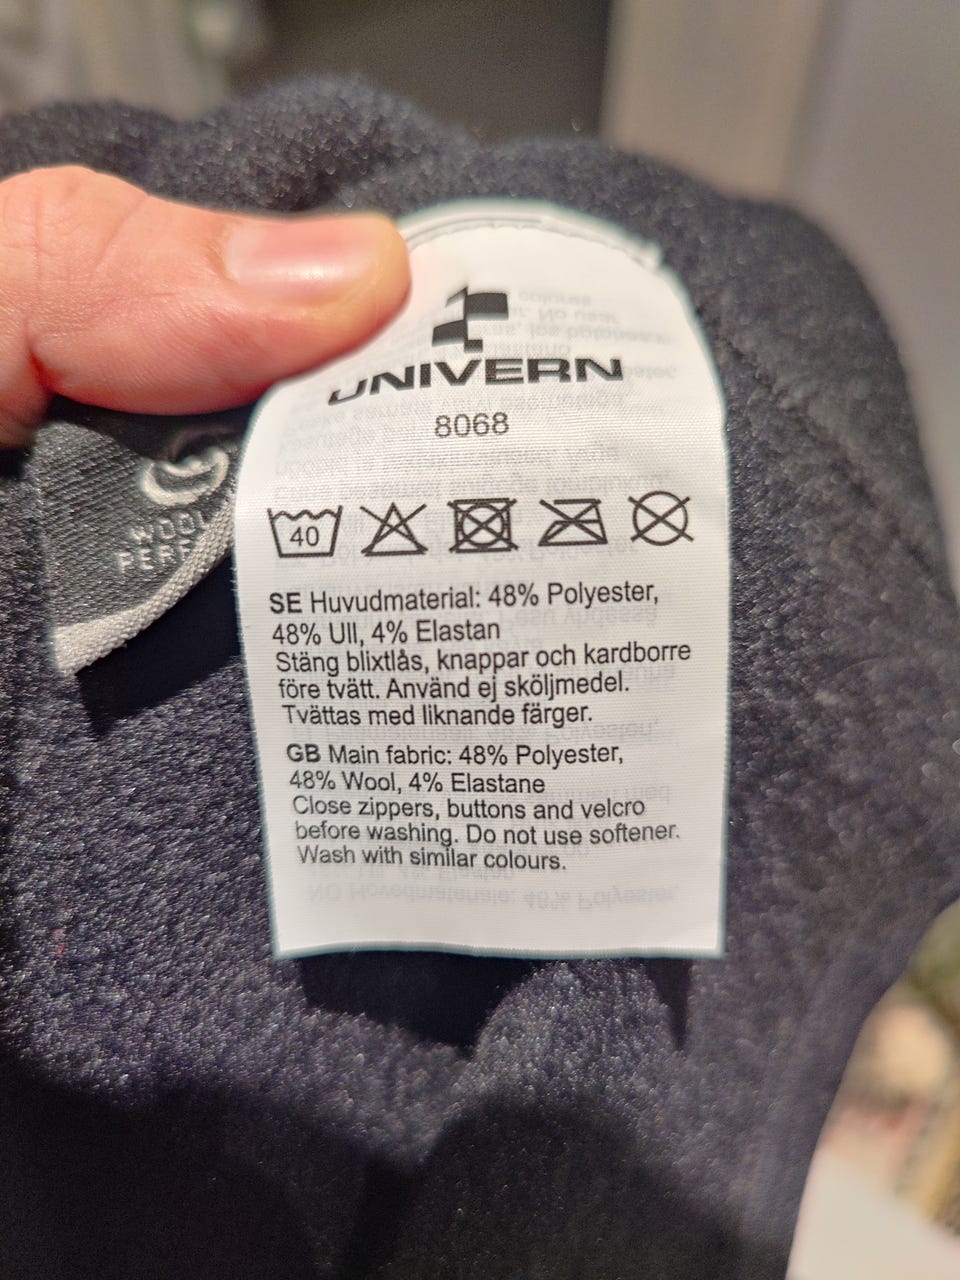 UNIVERN
8068
40
SE Huvudmaterial: 48% Polyester,
48% Ull, 4% Elastan
Stäng blixtlås, knappar och kardborre
före tvätt. Använd ej sköljmedel.
Tvättas med liknande färger.
GB Main fabric: 48% Polyester,
48% Wool, 4% Elastane
Close zippers, buttons and velcro
before washing. Do not use softener.
Wash with similar colours.